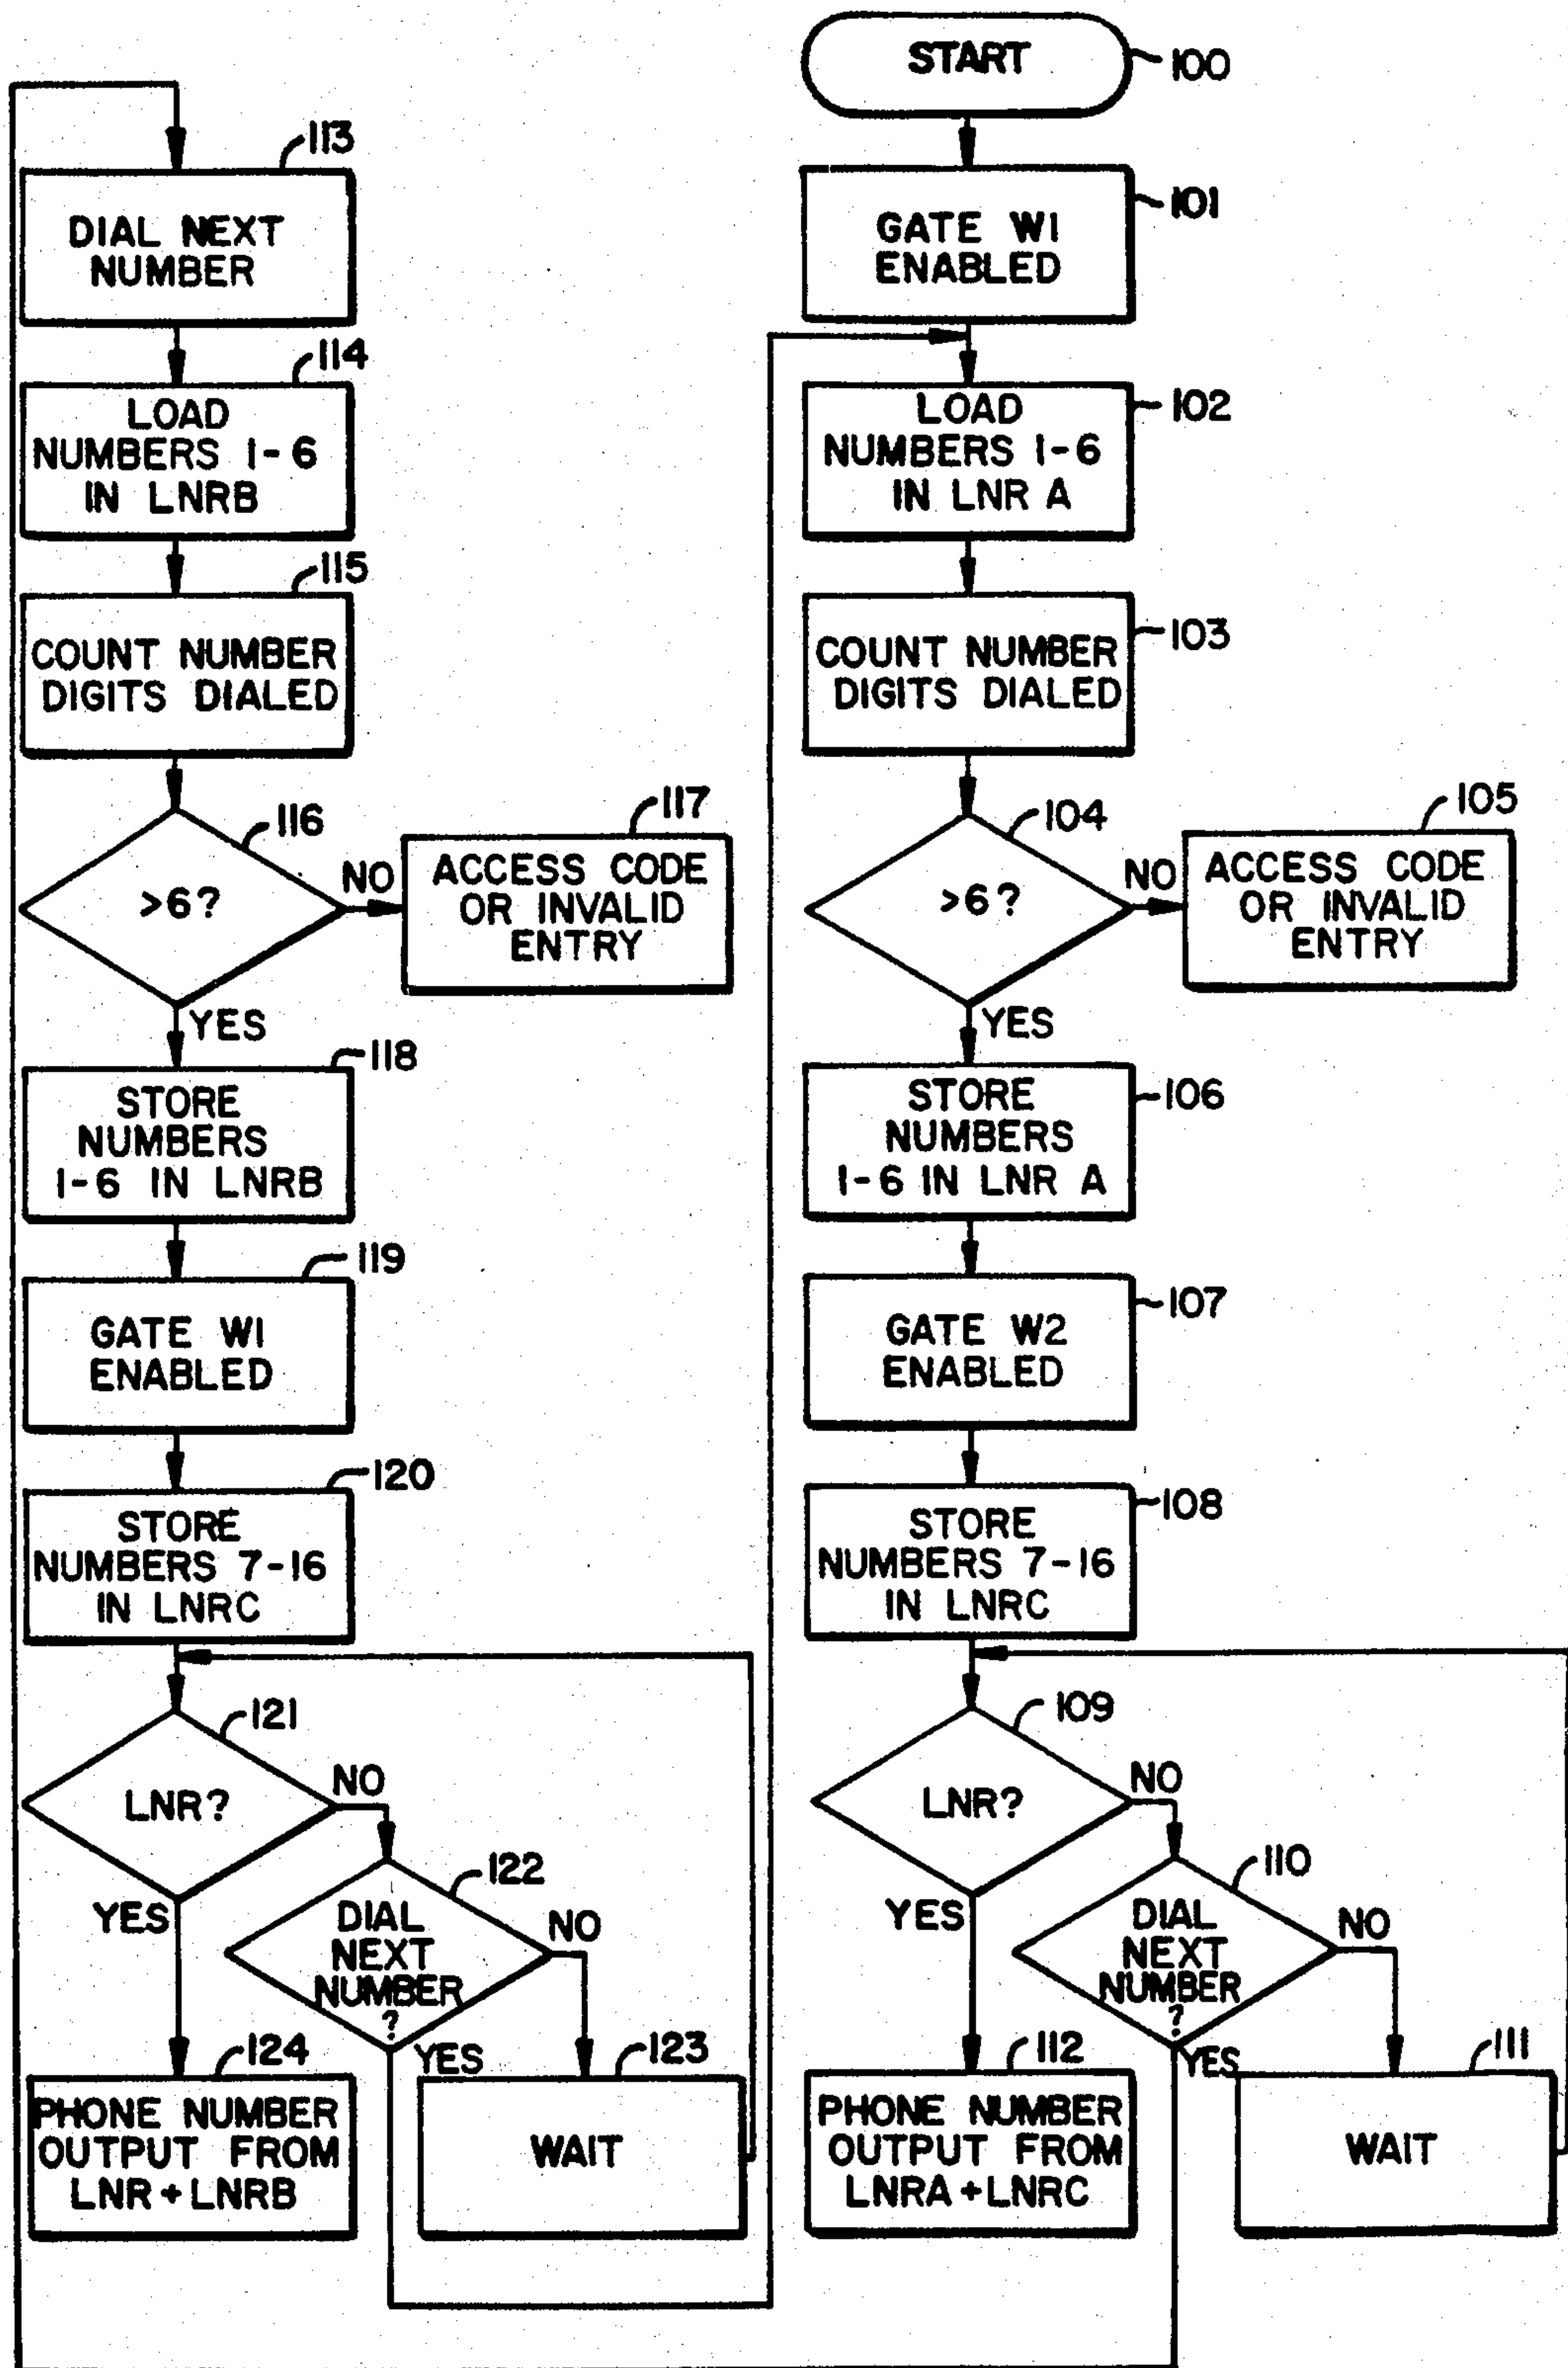 START
100
GATE W1
ENABLED
101
LOAD
NUMBERS 1-6
IN LNR A
102
COUNT NUMBER
DIGITS DIALED
103
>6?
104
NO
ACCESS CODE
OR INVALID
ENTRY
105
YES
STORE
NUMBERS
1-6 IN LNR A
106
GATE W2
ENABLED
107
STORE
NUMBERS 7-16
IN LNRC
108
LNR?
109
NO
YES
DIAL
NEXT
NUMBER
?
110
NO
YES
WAIT
111
PHONE NUMBER
OUTPUT FROM
LNRA+LNRC
112
113
DIAL NEXT
NUMBER
114
LOAD
NUMBERS 1-6
IN LNRB
115
COUNT NUMBER
DIGITS DIALED
116
>6?
NO
117
ACCESS CODE
OR INVALID
ENTRY
YES
118
STORE
NUMBERS
1-6 IN LNRB
119
GATE W1
ENABLED
120
STORE
NUMBERS 7-16
IN LNRC
121
LNR?
NO
YES
122
DIAL
NEXT
NUMBER
?
NO
YES
123
WAIT
124
PHONE NUMBER
OUTPUT FROM
LNR+LNRB